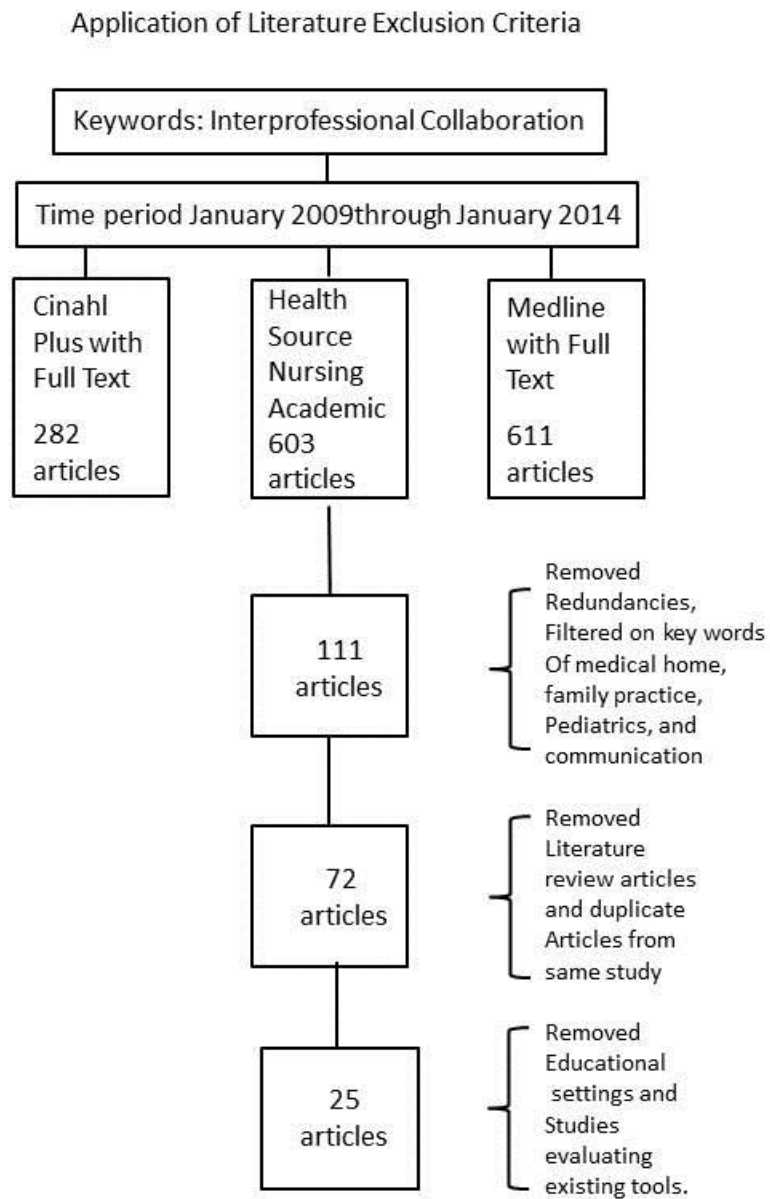 Application of Literature Exclusion Criteria
Keywords: Interprofessional Collaboration
Time period January 2009through January 2014
Cinahl
Plus with
Full Text
282
articles
Health
Source
Nursing
Academic
603
articles
Medline
with Full
Text
611
articles
111
articles
Removed
Redundancies,
Filtered on key words
Of medical home,
family practice,
Pediatrics, and
communication
72
articles
Removed
Literature
review articles
and duplicate
Articles from
same study
25
articles
Removed
Educational
settings and
Studies
evaluating
existing tools.